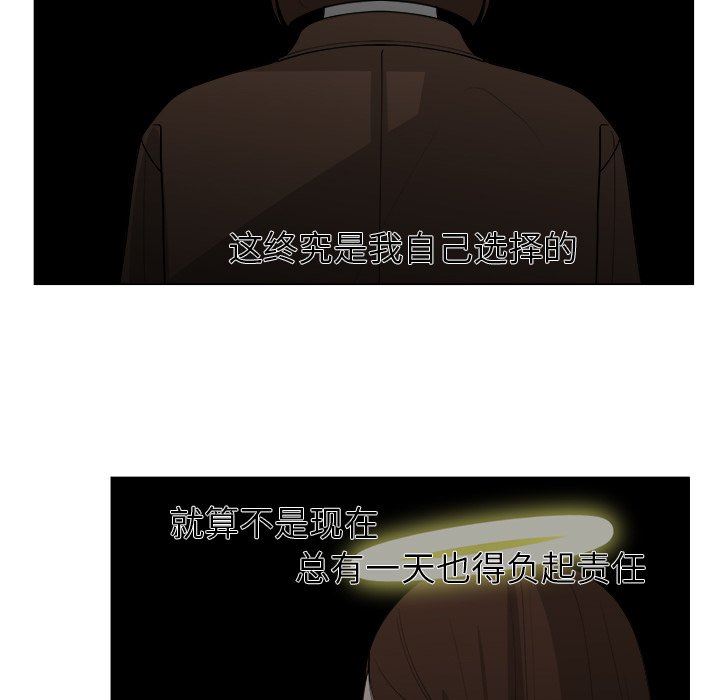 这终究是我自己选择的
就算不是现在
总有一天也得负起责任